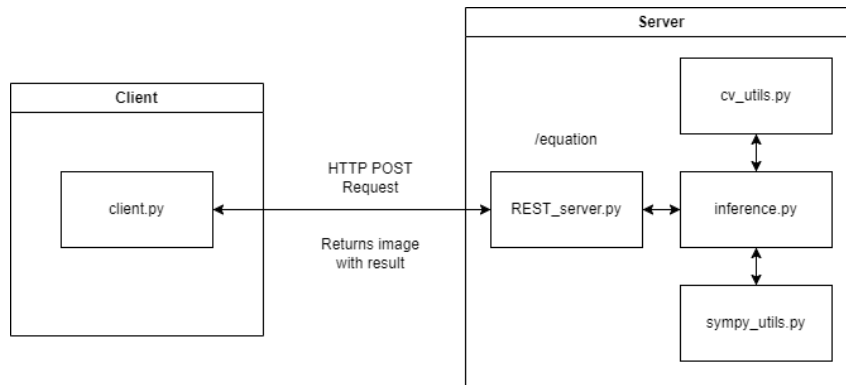 Server
Client
cv_utils.py
/equation
HTTP POST
Request
client.py
REST_server.py
inference.py
Returns image
with result
sympy_utils.py